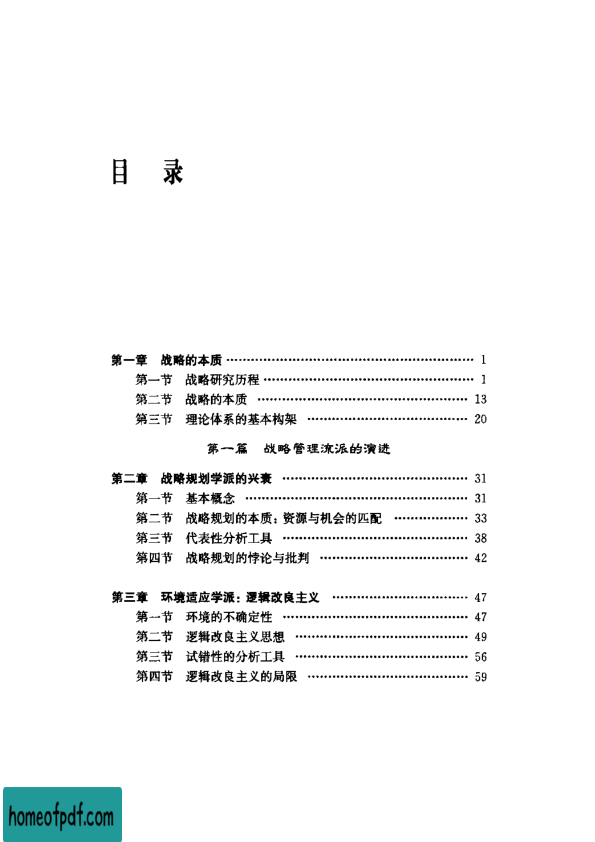 目 录
第一章 战略的本质 …………………………………………………… 1
第一节 战略研究历程 …………………………………………… 1
第二节 战略的本质 …………………………………………… 13
第三节 理论体系的基本构架 ………………………………… 20
第一篇 战略管理流派的演进
第二章 战略规划学派的兴衰 ……………………………………… 31
第一节 基本概念 ……………………………………………… 31
第二节 战略规划的本质：资源与机会的匹配 ……………… 33
第三节 代表性分析工具 ……………………………………… 38
第四节 战略规划的悖论与批判 ……………………………… 42
第三章 环境适应学派：逻辑改良主义 …………………………… 47
第一节 环境的不确定性 ……………………………………… 47
第二节 逻辑改良主义思想 …………………………………… 49
第三节 试错性的分析工具 …………………………………… 56
第四节 逻辑改良主义的局限 ………………………………… 59
homeofpdf.com